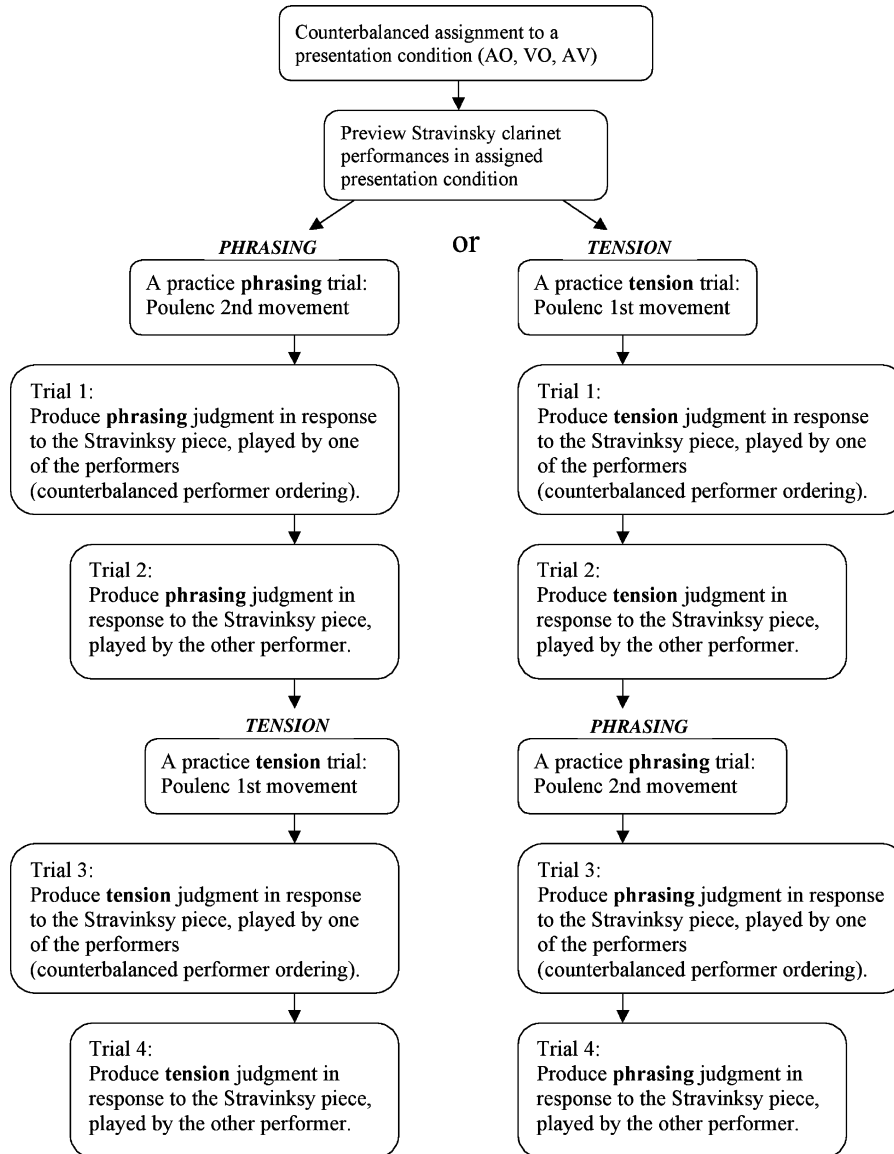 Counterbalanced assignment to a
presentation condition (AO, VO, AV)
Preview Stravinsky clarinet
performances in assigned
presentation condition
PHRASING
or
TENSION
A practice phrasing trial:
Poulenc 2nd movement
A practice tension trial:
Poulenc 1st movement
Trial 1:
Produce phrasing judgment in response
to the Stravinksy piece, played by one
of the performers
(counterbalanced performer ordering).
Trial 1:
Produce tension judgment in response
to the Stravinksy piece, played by one
of the performers
(counterbalanced performer ordering).
Trial 2:
Produce phrasing judgment in
response to the Stravinksy piece,
played by the other performer.
Trial 2:
Produce tension judgment in
response to the Stravinksy piece,
played by the other performer.
TENSION
PHRASING
A practice tension trial:
Poulenc 1st movement
A practice phrasing trial:
Poulenc 2nd movement
Trial 3:
Produce tension judgment in response
to the Stravinksy piece, played by one
of the performers
(counterbalanced performer ordering).
Trial 3:
Produce phrasing judgment in response
to the Stravinksy piece, played by one
of the performers
(counterbalanced performer ordering).
Trial 4:
Produce tension judgment in
response to the Stravinksy piece,
played by the other performer.
Trial 4:
Produce phrasing judgment in
response to the Stravinksy piece,
played by the other performer.